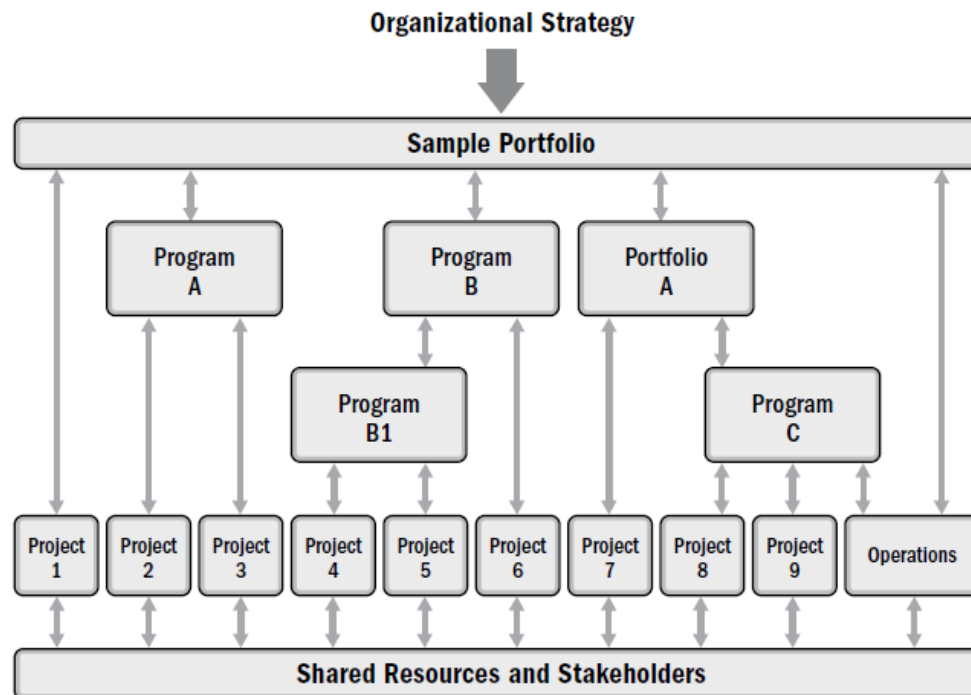 Organizational Strategy
Sample Portfolio
Program
A
Program
B
Portfolio
A
Program
B1
Program
C
Project
1
Project
2
Project
3
Project
4
Project
5
Project
6
Project
7
Project
8
Project
9
Operations
Shared Resources and Stakeholders